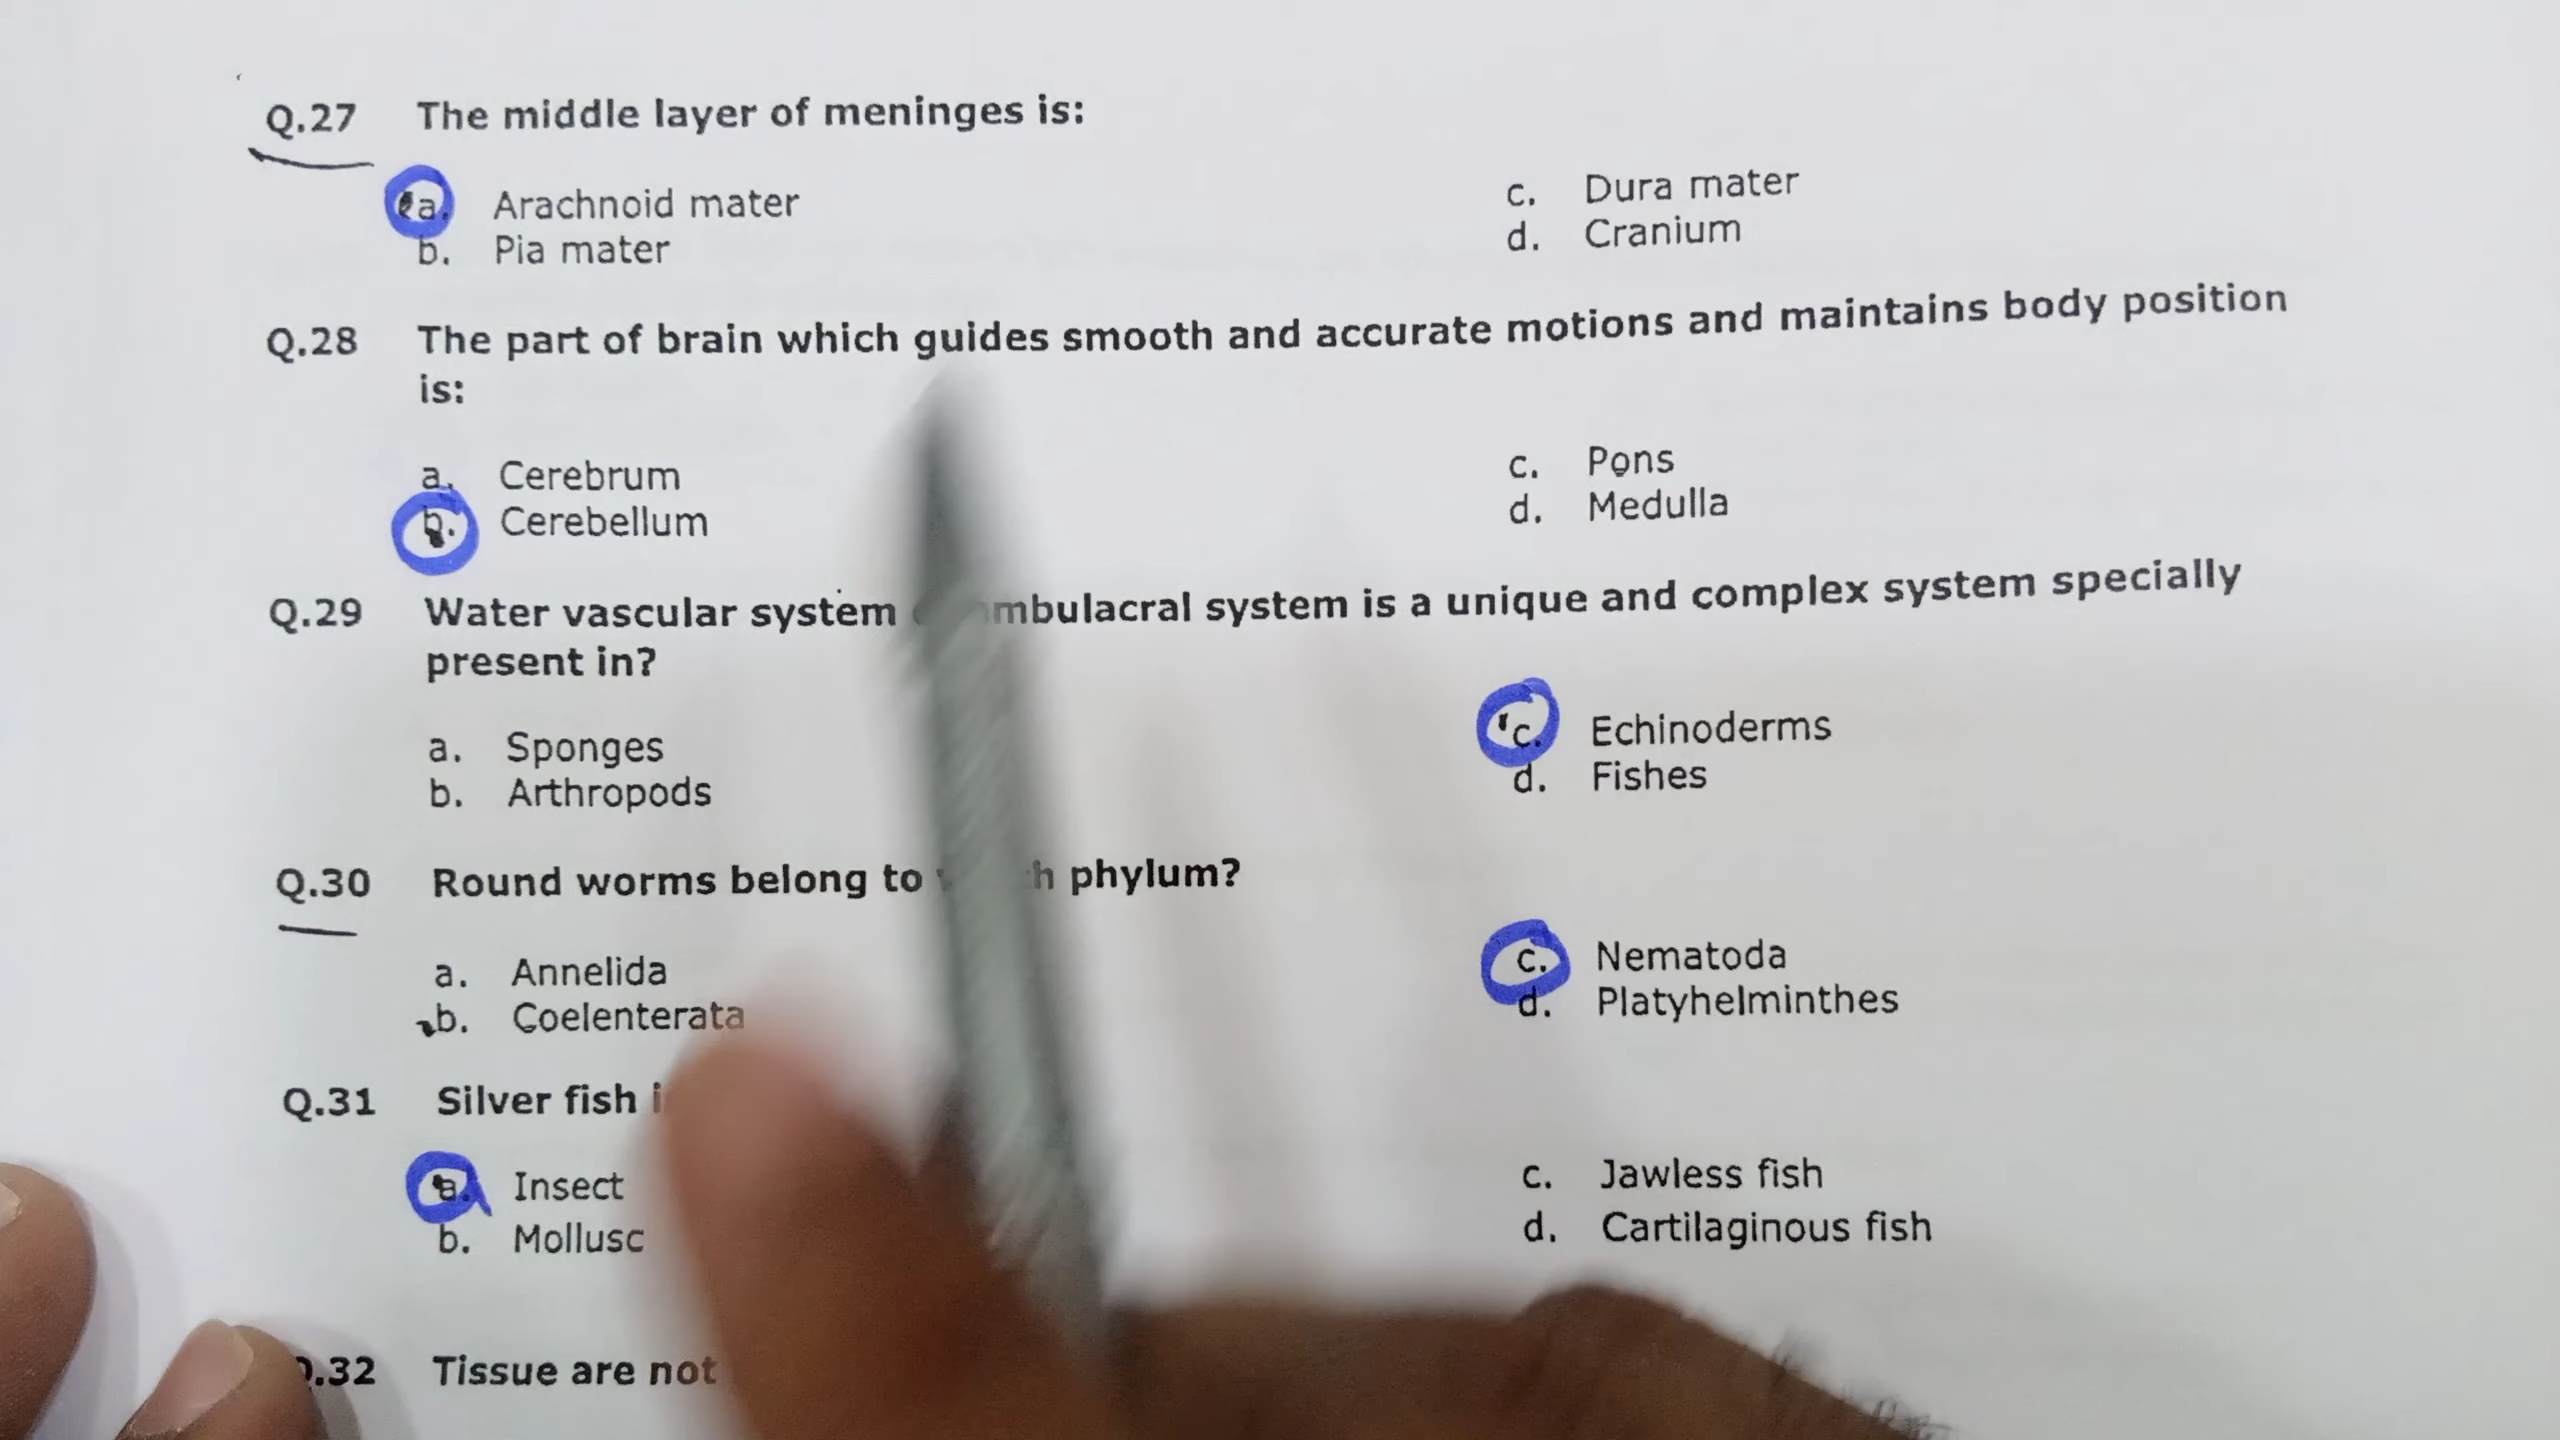 Q.27 The middle layer of meninges is:
a. Arachnoid mater c. Dura mater
b. Pia mater d. Cranium
Q.28 The part of brain which guides smooth and accurate motions and maintains body position
is:
a. Cerebrum c. Pons
b. Cerebellum d. Medulla
Q.29 Water vascular system mbulacral system is a unique and complex system specially
present in?
a. Sponges c. Echinoderms
b. Arthropods d. Fishes
Q.30 Round worms belong to phylum?
a. Annelida c. Nematoda
b. Coelenterata d. Platyhelminthes
Q.31 Silver fish
a. Insect c. Jawless fish
b. Mollusc d. Cartilaginous fish
.32 Tissue are not